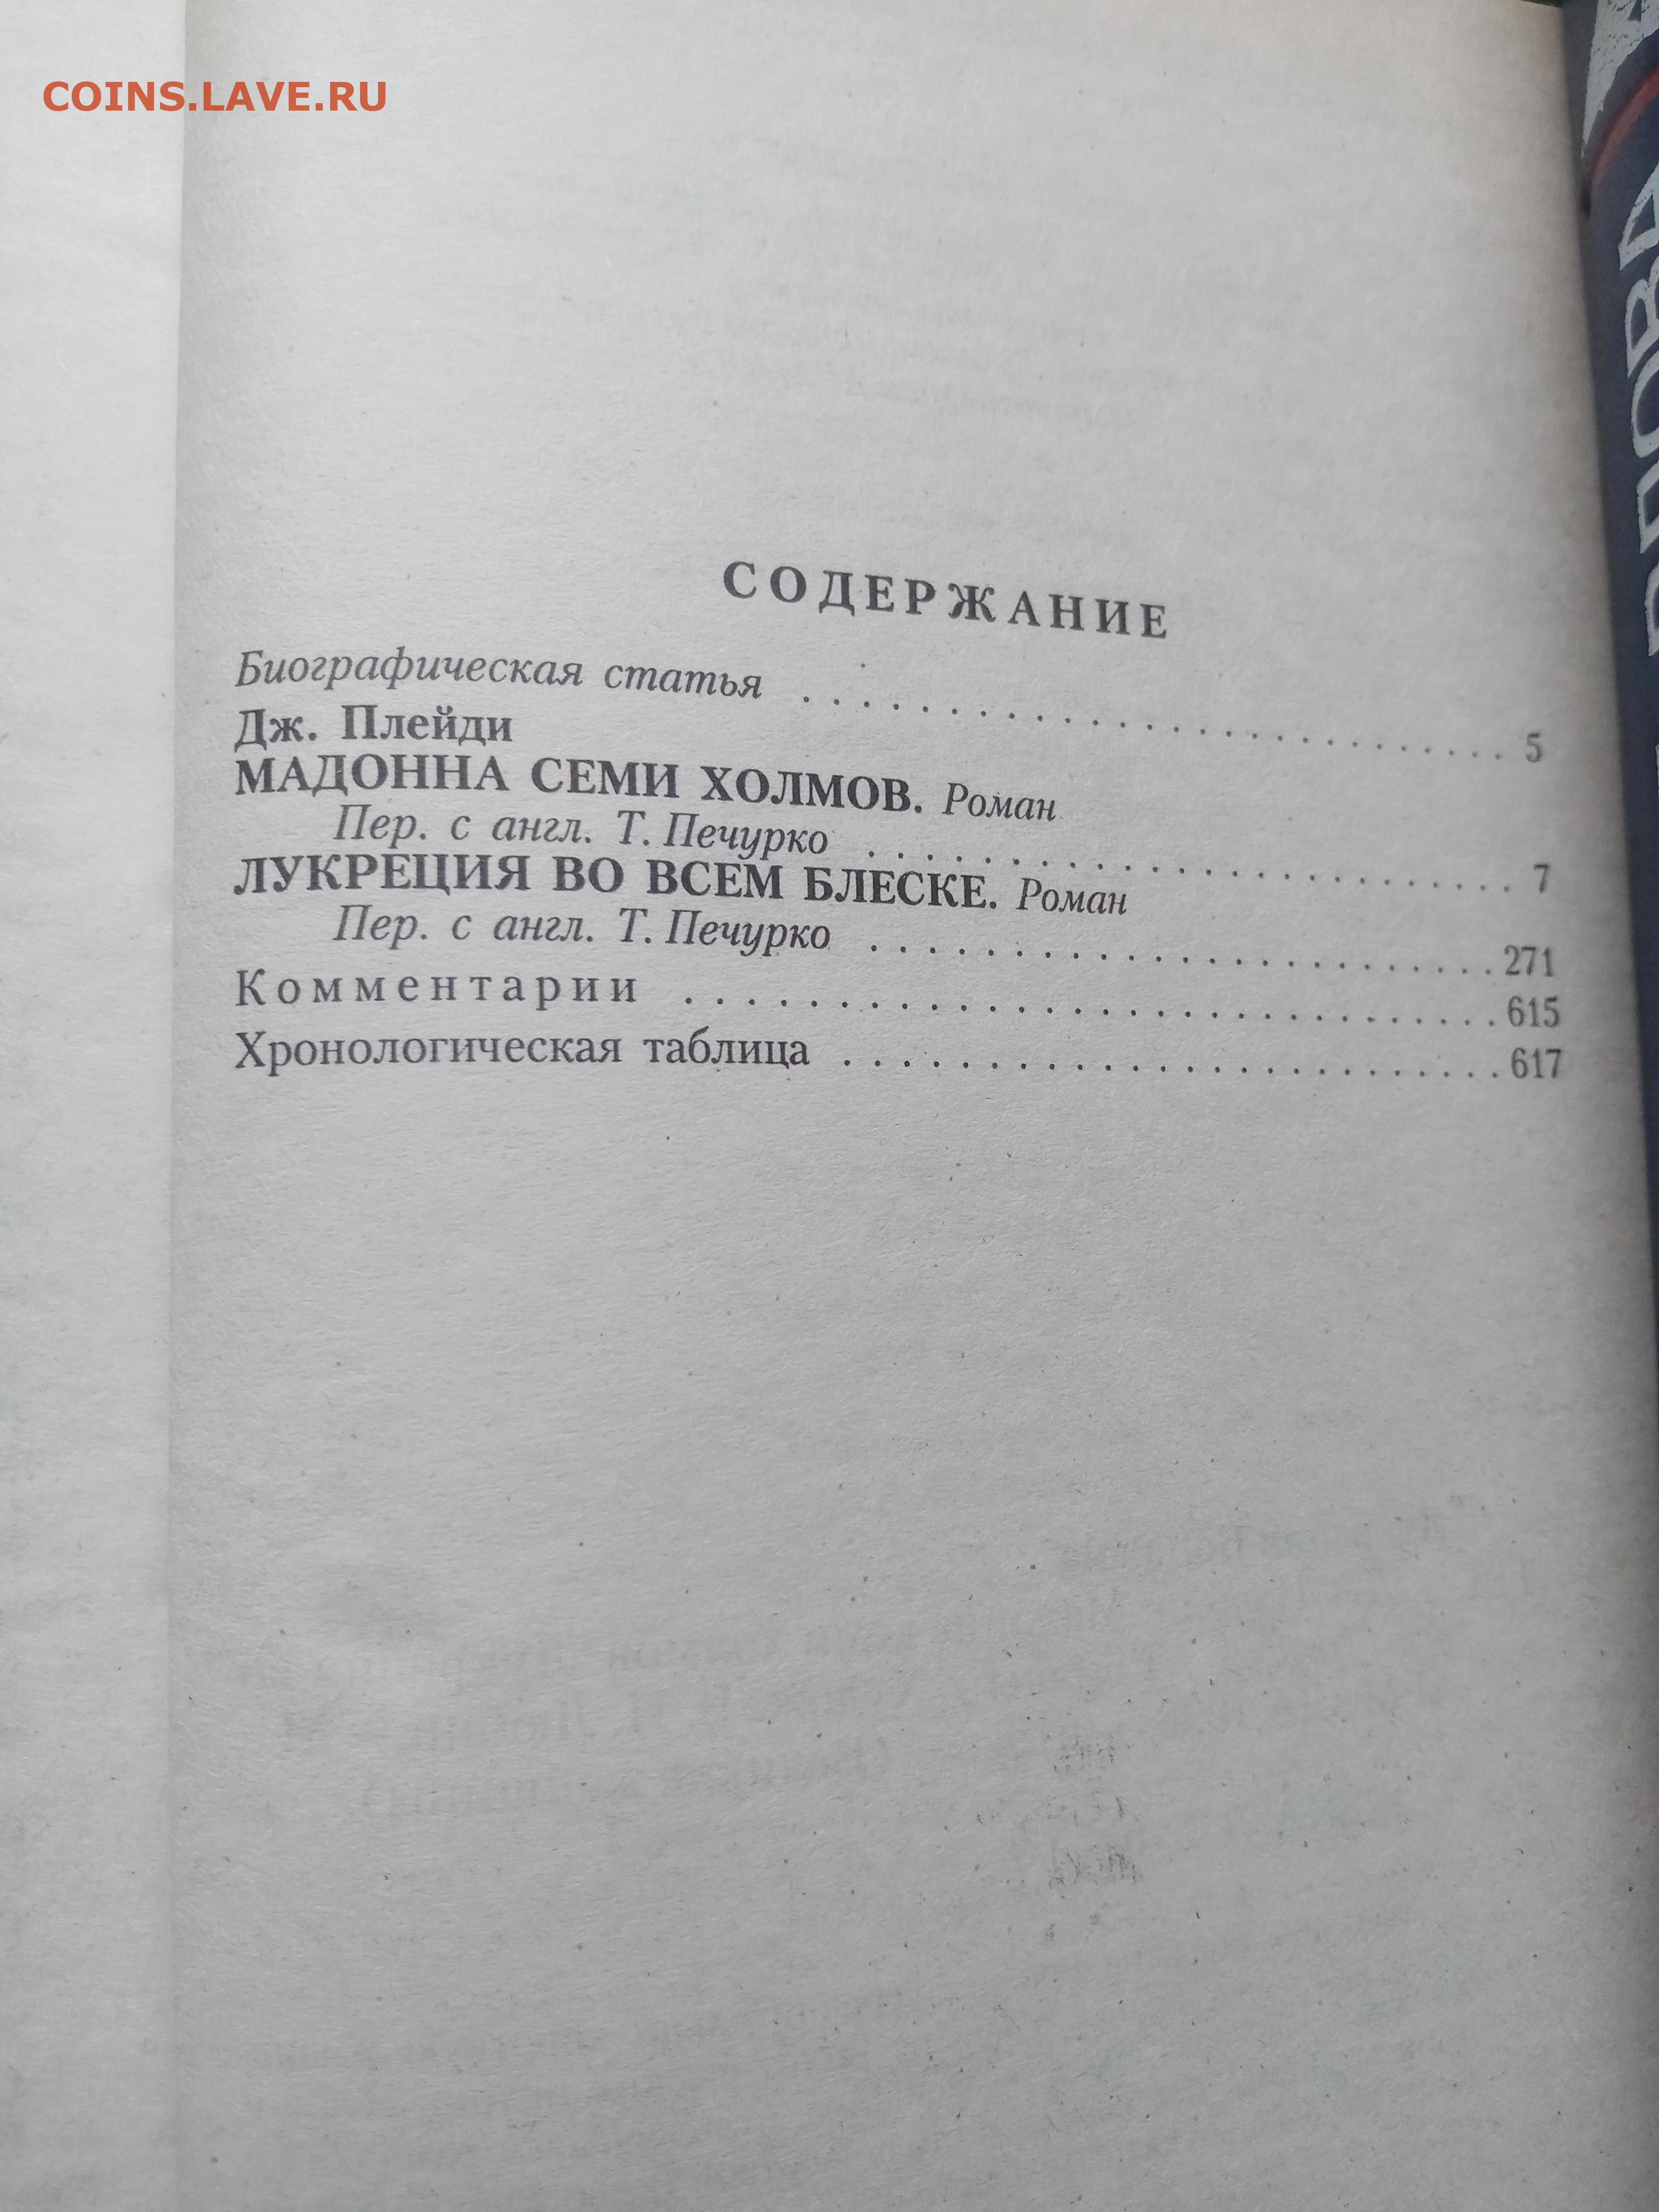 COINS.LAVE.RU
СОДЕРЖАНИЕ
Биографическая статья . . . . . . . . . . . . . . . . . . . . . . . . 5
Дж. Плейди
МАДОННА СЕМИ ХОЛМОВ. Роман
Пер. с англ. Т. Печурко . . . . . . . . . . . . . . . . . . . . . . . 7
ЛУКРЕЦИЯ ВО ВСЕМ БЛЕСКЕ. Роман
Пер. с англ. Т. Печурко . . . . . . . . . . . . . . . . . . . . . . 271
Комментарии . . . . . . . . . . . . . . . . . . . . . . . . . . . . 615
Хронологическая таблица . . . . . . . . . . . . . . . . . . . . . . . 617